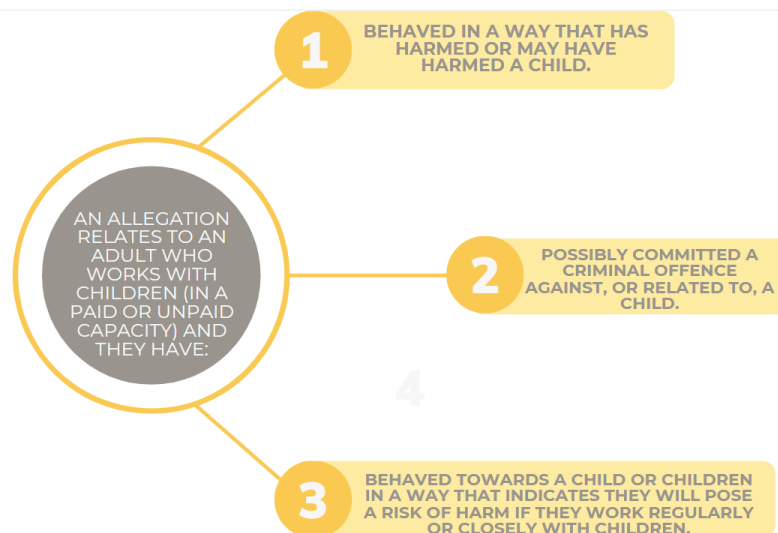 1
BEHAVED IN A WAY THAT HAS
HARMED OR MAY HAVE
HARMED A CHILD.
AN ALLEGATION
RELATES TO AN
ADULT WHO
WORKS WITH
CHILDREN (IN A
PAID OR UNPAID
CAPACITY) AND
THEY HAVE:
2
POSSIBLY COMMITTED A
CRIMINAL OFFENCE
AGAINST, OR RELATED TO, A
CHILD.
4
3
BEHAVED TOWARDS A CHILD OR CHILDREN
IN A WAY THAT INDICATES THEY WILL POSE
A RISK OF HARM IF THEY WORK REGULARLY
OR CLOSELY WITH CHILDREN.